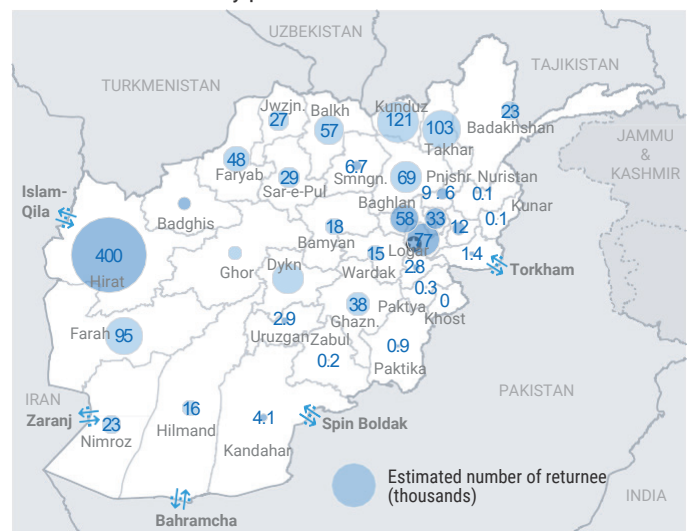 UZBEKISTAN
TAJIKISTAN
TURKMENISTAN
Jwzjn.
27
Balkh
57
Kunduz
121
103
Takhar
23
Badakhshan
JAMMU
&
KASHMIR
48
Faryab
29
Sar-e-Pul
6.7
Smngn.
69
Baghlan
Pnjshr
Nuristan
9
.6
0.1
Kunar
0.1
Islam-
Qila
Badghis
18
Bamyan
58
33
12
77
Logar
400
Hirat
Ghor
Dykn
15
Wardak
2.8
1.4
Torkham
0.3
Paktya
0
Khost
Farah
95
38
Ghazn.
2.9
Uruzgan
Zabul
0.2
0.9
Paktika
IRAN
Zaranj
23
Nimroz
16
Hilmand
4.1
Kandahar
Spin Boldak
PAKISTAN
Bahramcha
Estimated number of returnee
(thousands)
INDIA